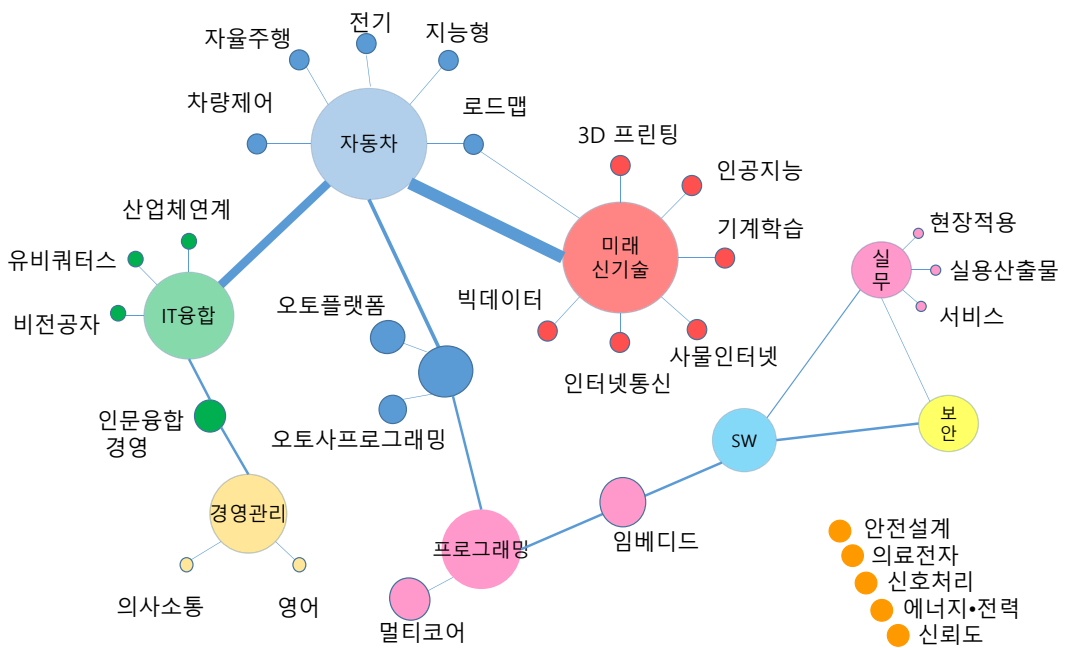 전기
지능형
자율주행
차량제어
로드맵
자동차
3D 프린팅
인공지능
기계학습
미래
신기술
빅데이터
사물인터넷
인터넷통신
산업체연계
유비쿼터스
비전공자
IT융합
오토플랫폼
오토사프로그래밍
인문융합
경영
경영관리
의사소통
영어
프로그래밍
멀티코어
임베디드
SW
실
무
현장적용
실용산출물
서비스
보
안
안전설계
의료전자
신호처리
에너지•전력
신뢰도